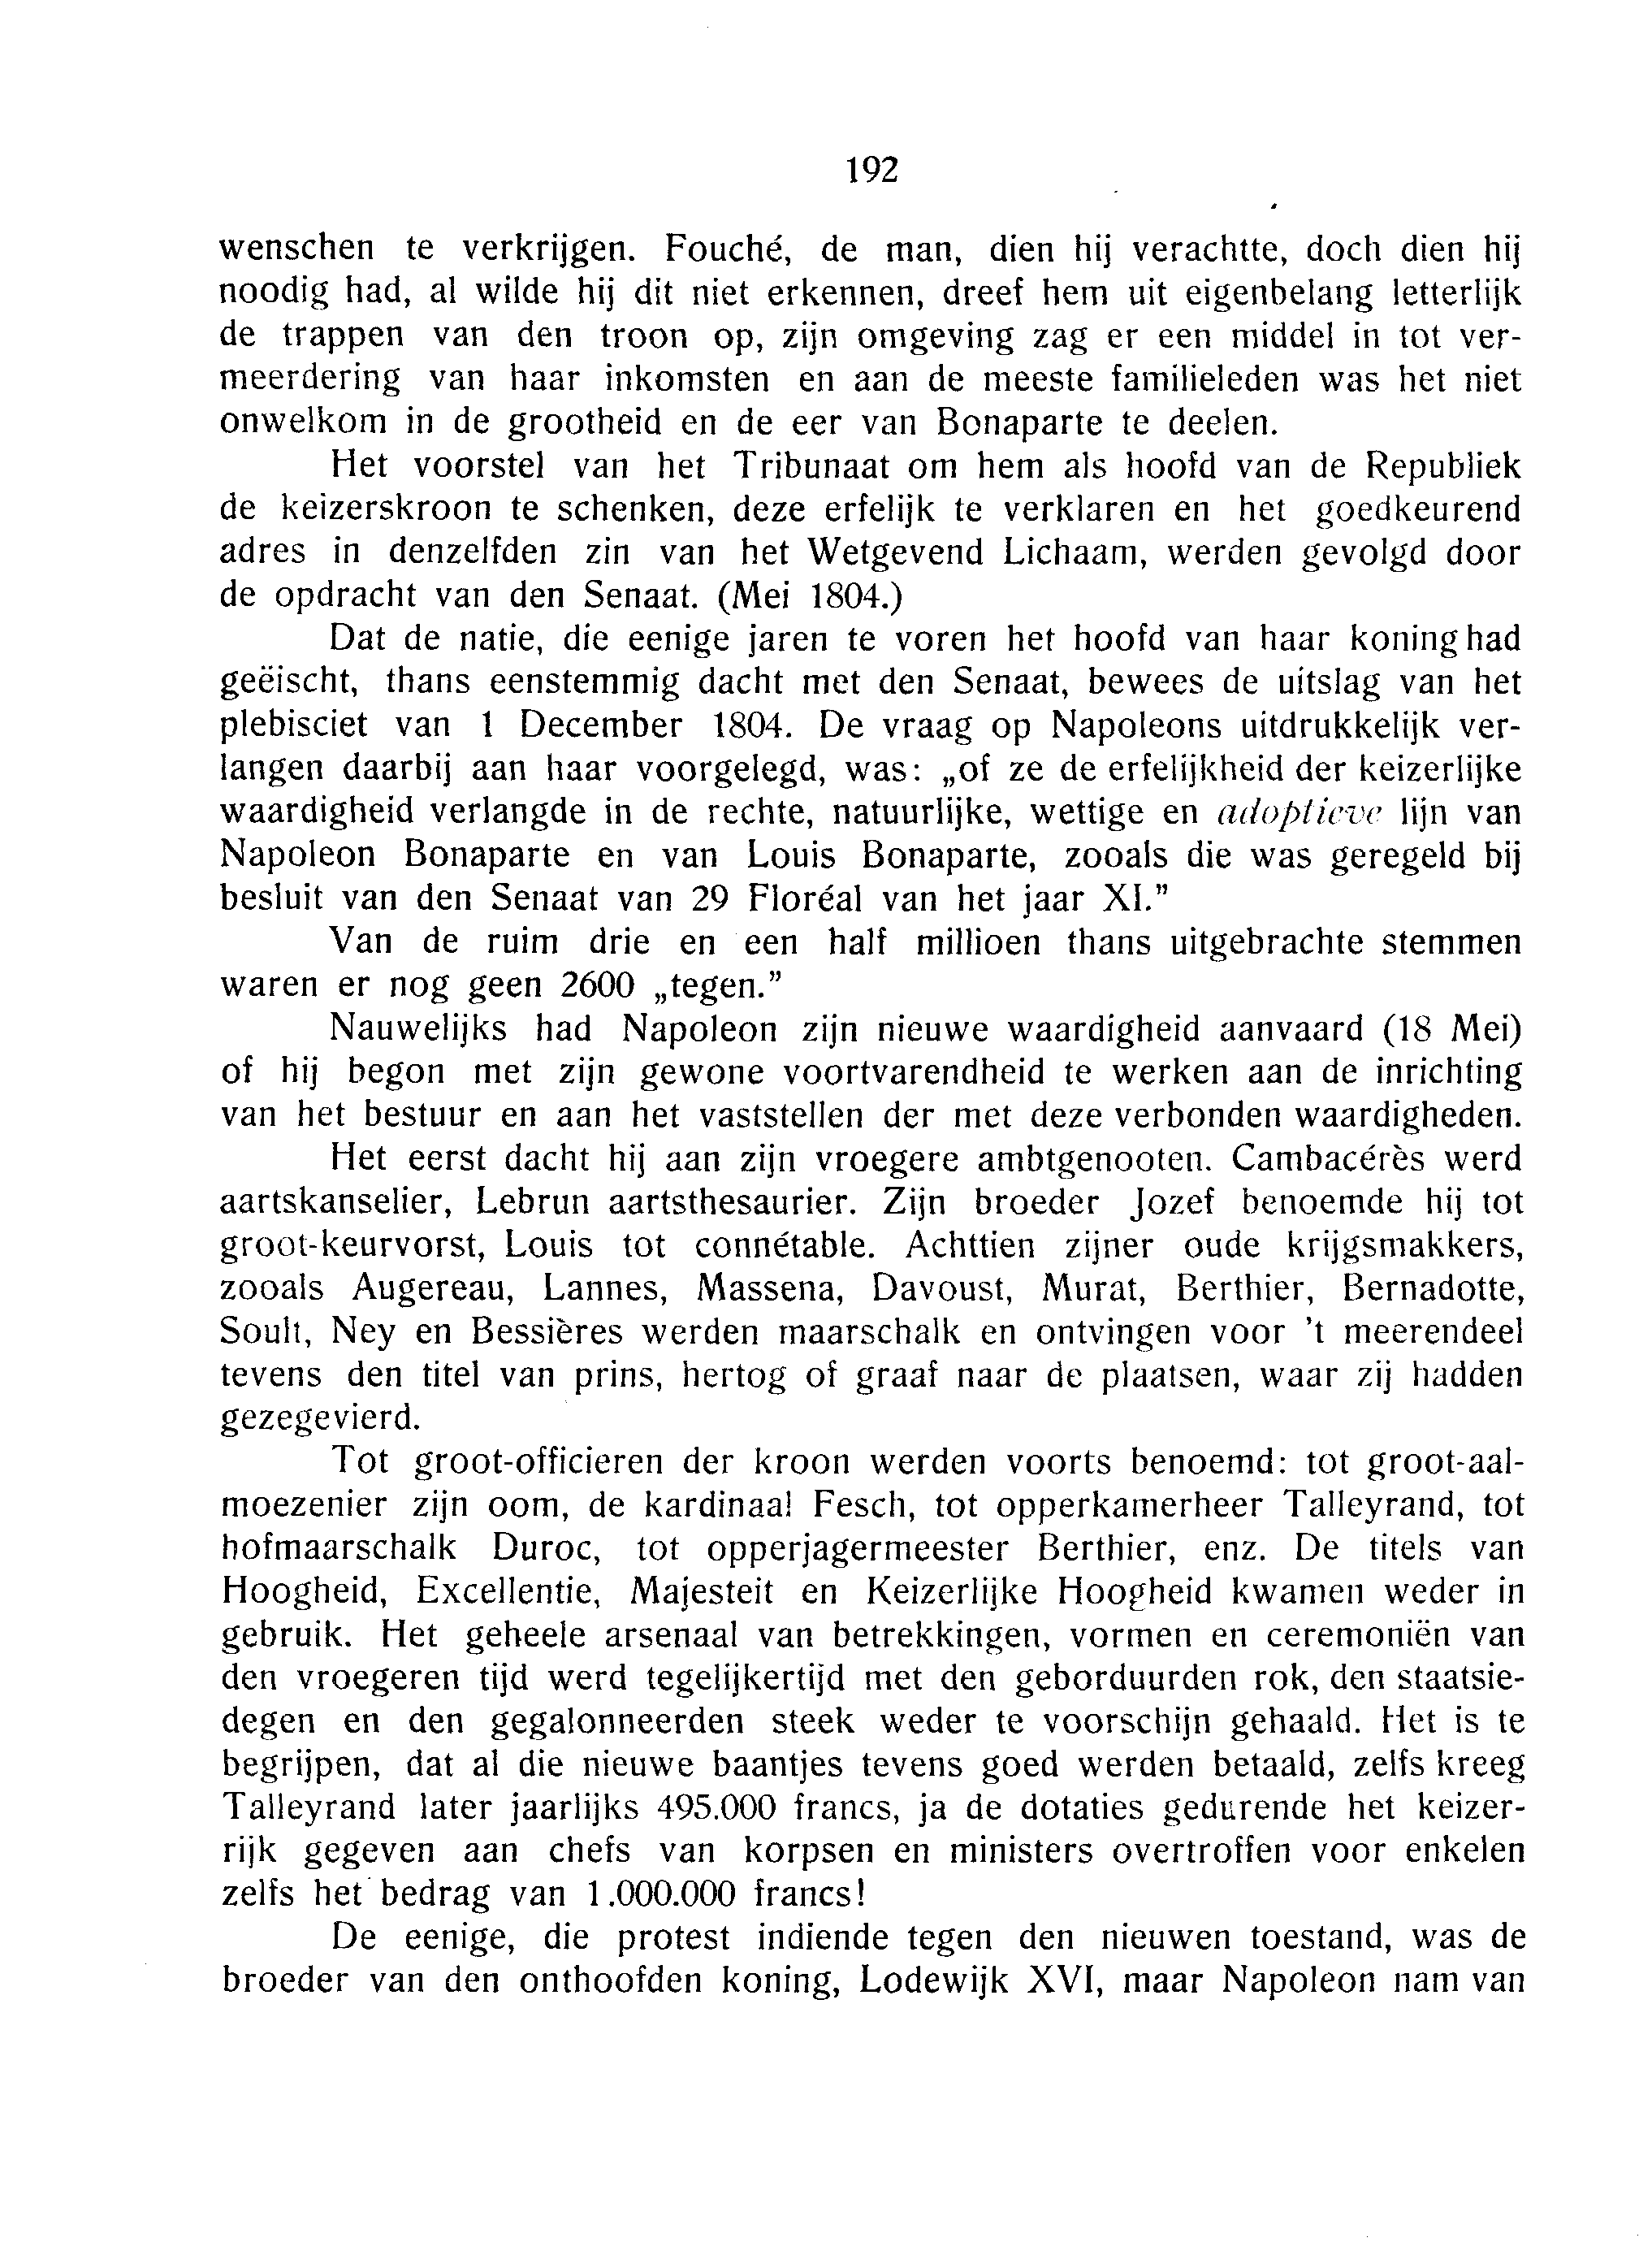 192
wenschen te verkrijgen. Fouché, de man, dien hij verachtte, doch dien hij
noodig had, al wilde hij dit niet erkennen, dreef hem uit eigenbelang letterlijk
de trappen van den troon op, zijn omgeving zag er een middel in tot ver-
meerdering van haar inkomsten en aan de meeste familieleden was het niet
onwelkom in de grootheid en de eer van Bonaparte te deelen.
Het voorstel van het Tribunaat om hem als hoofd van de Republiek
de keizerskroon te schenken, deze erfelijk te verklaren en het goedkeurend
adres in denzelfden zin van het Wetgevend Lichaam, werden gevolgd door
de opdracht van den Senaat. (Mei 1804.)
Dat de natie, die eenige jaren te voren het hoofd van haar koning had
geëischt, thans eenstemmig dacht met den Senaat, bewees de uitslag van het
plebisciet van 1 December 1804. De vraag op Napoleons uitdrukkelijk ver-
langen daarbij aan haar voorgelegd, was: „of ze de erfelijkheid der keizerlijke
waardigheid verlangde in de rechte, natuurlijke, wettige en adoptieve lijn van
Napoleon Bonaparte en van Louis Bonaparte, zooals die was geregeld bij
besluit van den Senaat van 29 Floréal van het jaar XI.”
Van de ruim drie en een half millioen thans uitgebrachte stemmen
waren er nog geen 2600 „tegen.”
Nauwelijks had Napoleon zijn nieuwe waardigheid aanvaard (18 Mei)
of hij begon met zijn gewone voortvarendheid te werken aan de inrichting
van het bestuur en aan het vaststellen der met deze verbonden waardigheden.
Het eerst dacht hij aan zijn vroegere ambtgenooten. Cambacérès werd
aartskanselier, Lebrun aartsthesaurier. Zijn broeder Jozef benoemde hij tot
groot-keurvorst, Louis tot connétable. Achttien zijner oude krijgsmakkers,
zooals Augereau, Lannes, Massena, Davoust, Murat, Berthier, Bernadotte,
Soult, Ney en Bessières werden maarschalk en ontvingen voor 't meerendeel
tevens den titel van prins, hertog of graaf naar de plaatsen, waar zij hadden
gezegevierd.
Tot groot-officieren der kroon werden voorts benoemd: tot groot-aal-
moezenier zijn oom, de kardinaal Fesch, tot opperkamerheer Talleyrand, tot
hofmaarschalk Duroc, tot opperjagermeester Berthier, enz. De titels van
Hoogheid, Excellentie, Majesteit en Keizerlijke Hoogheid kwamen weder in
gebruik. Het geheele arsenaal van betrekkingen, vormen en ceremoniën van
den vroegeren tijd werd tegelijkertijd met den geborduurden rok, den staatsie-
degen en den gegalonneerden steek weder te voorschijn gehaald. Het is te
begrijpen, dat al die nieuwe baantjes tevens goed werden betaald, zelfs kreeg
Talleyrand later jaarlijks 495.000 francs, ja de dotaties gedurende het keizer-
rijk gegeven aan chefs van korpsen en ministers overtroffen voor enkelen
zelfs het bedrag van 1.000.000 francs!
De eenige, die protest indiende tegen den nieuwen toestand, was de
broeder van den onthoofden koning, Lodewijk XVI, maar Napoleon nam van